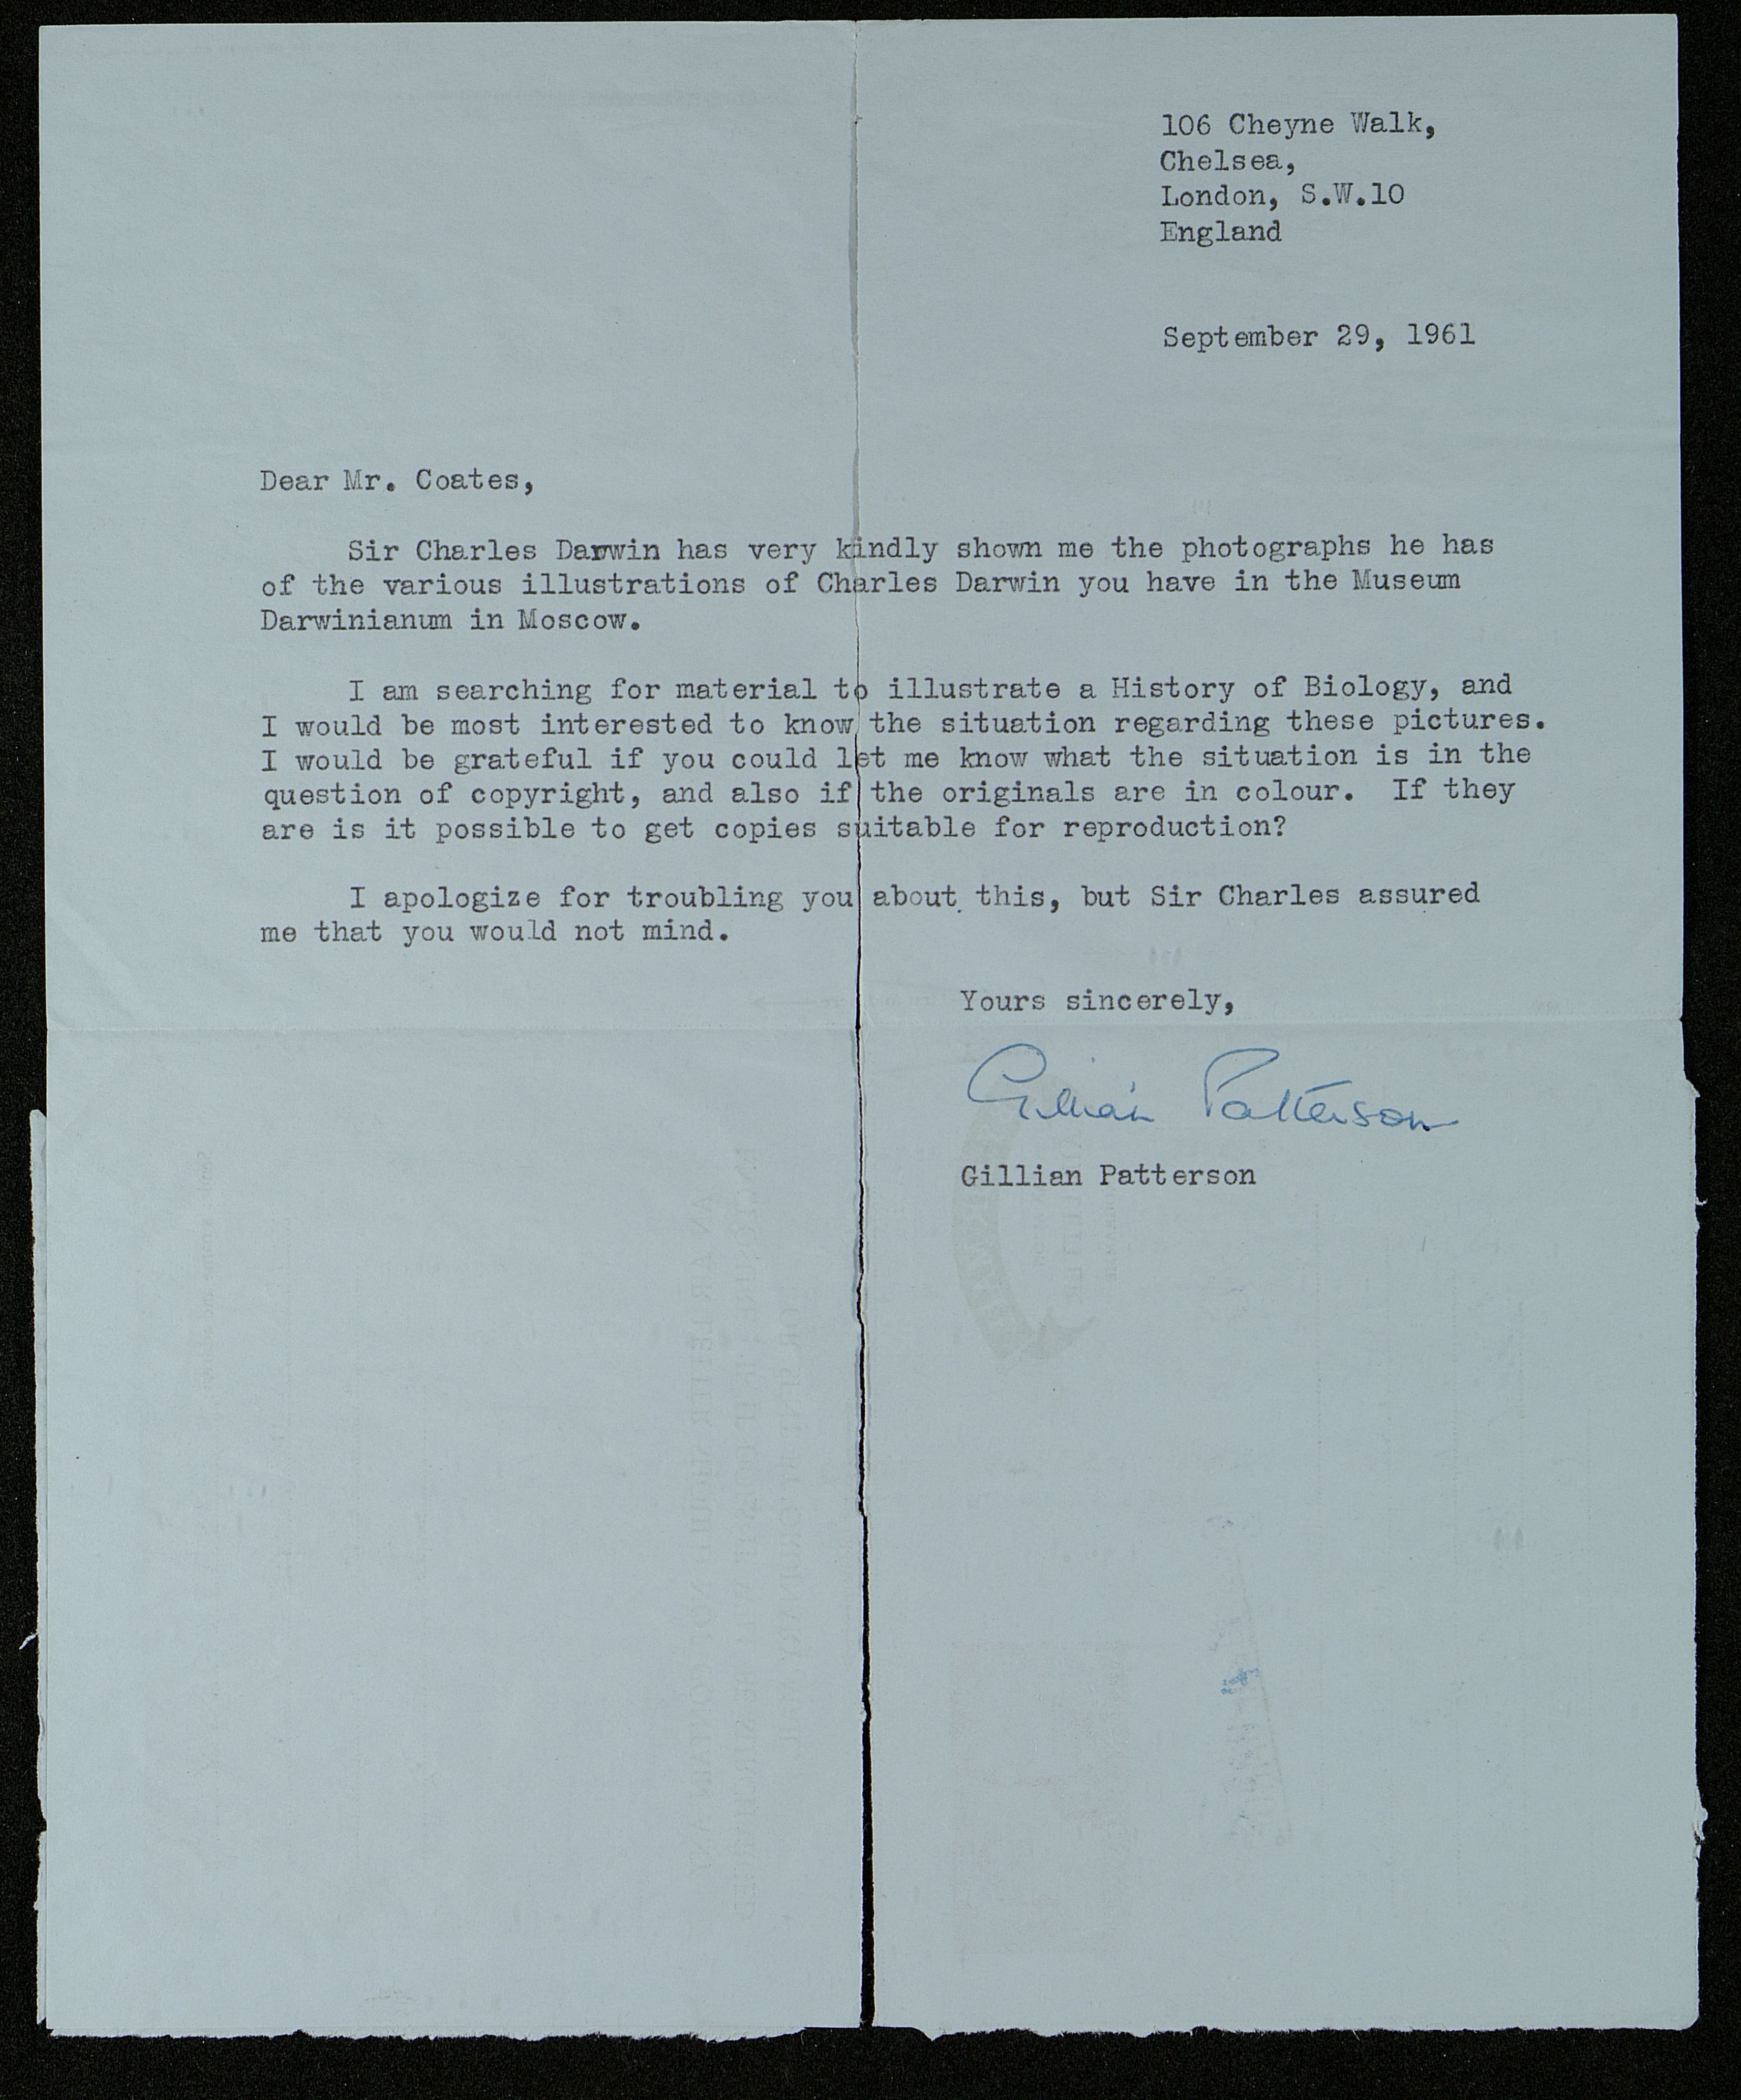 106 Cheyne Walk,
Chelsea,
London, S.W.10
England
September 29, 1961
Dear Mr. Coates,
Sir Charles Darwin has very kindly shown me the photographs he has
of the various illustrations of Charles Darwin you have in the Museum
Darwinianum in Moscow.
I am searching for material to illustrate a History of Biology, and
I would be most interested to know the situation regarding these pictures.
I would be grateful if you could let me know what the situation is in the
question of copyright, and also if the originals are in colour. If they
are is it possible to get copies suitable for reproduction?
I apologize for troubling you about this, but Sir Charles assured
me that you would not mind.
Yours sincerely,
Gillian Patterson
Gillian Patterson